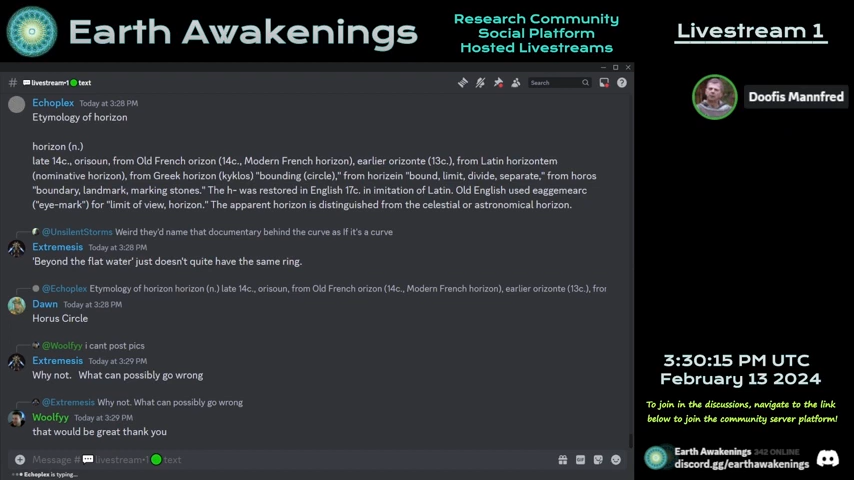 Earth Awakenings
Research Community
Social Platform
Hosted Livestreams
Livestream 1
# livestream•1 text
Search
Doofis Mannfred
Echoplex Today at 3:28 PM
Etymology of horizon
horizon (n.)
late 14c., orisoun, from Old French orizon (14c., Modern French horizon), earlier orizonte (13c.), from Latin horizontem
(nominative horizon), from Greek horizon (kyklos) "bounding (circle)," from horizein "bound, limit, divide, separate," from horos
"boundary, landmark, marking stones." The h- was restored in English 17c. in imitation of Latin. Old English used eaggemearc
("eye-mark") for "limit of view, horizon." The apparent horizon is distinguished from the celestial or astronomical horizon.
@UnsilentStorms Weird they'd name that documentary behind the curve as If it's a curve
Extremesis Today at 3:28 PM
'Beyond the flat water' just doesn't quite have the same ring.
@Echoplex Etymology of horizon horizon (n.) late 14c., orisoun, from Old French orizon (14c., Modern French horizon), earlier orizonte (13c.), fror
Dawn Today at 3:28 PM
Horus Circle
@Woolfyy i cant post pics
Extremesis Today at 3:29 PM
Why not. What can possibly go wrong
@Extremesis Why not. What can possibly go wrong
Woolfyy Today at 3:29 PM
that would be great thank you
Message # livestream•1 text
GIF
Echoplex is typing...
3:30:15 PM UTC
February 13 2024
To join in the discussions, navigate to the link
below to join the community server platform!
Earth Awakenings 342 ONLINE
discord.gg/earthawakenings